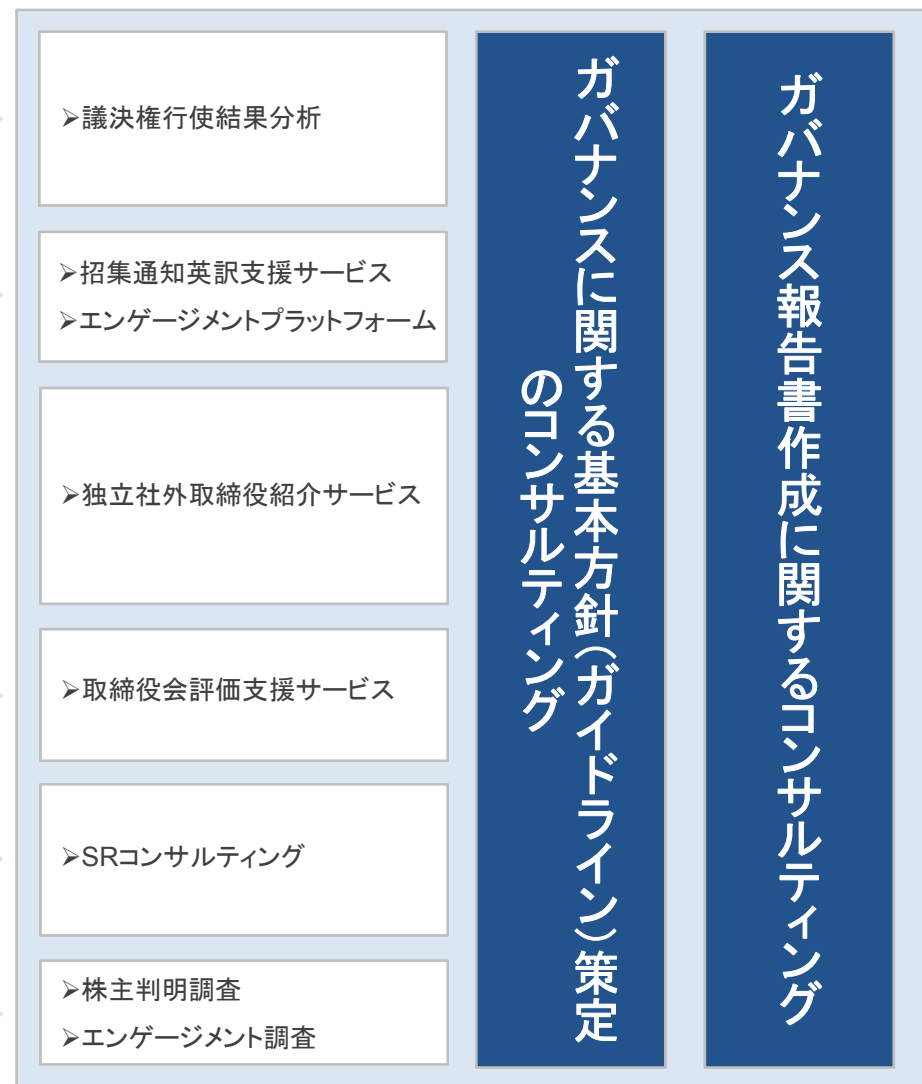 ➢議決権行使結果分析
➢招集通知英訳支援サービス
➢エンゲージメントプラットフォーム
➢独立社外取締役紹介サービス
➢取締役会評価支援サービス
➢SRコンサルティング
➢株主判明調査
➢エンゲージメント調査
ガバナンスに関する基本方針(ガイドライン)策定
のコンサルティング
ガバナンス報告書作成に関するコンサルティング